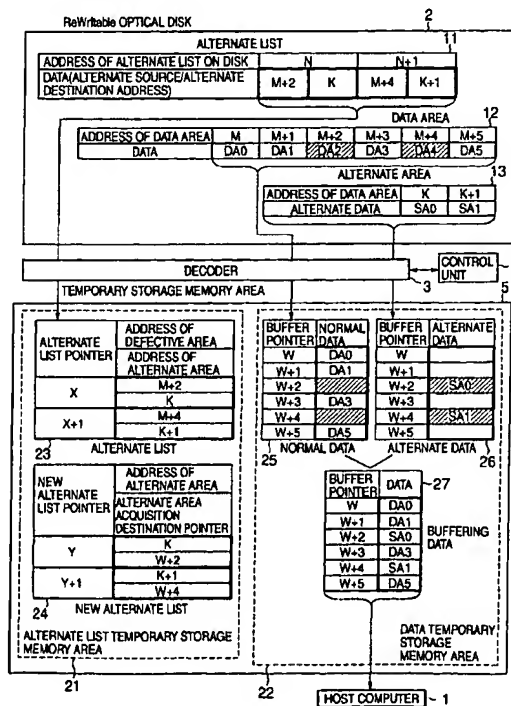 ReWritable OPTICAL DISK
2
ALTERNATE LIST
11
ADDRESS OF ALTERNATE LIST ON DISK N N+1
DATA(ALTERNATE SOURCE/ALTERNATE DESTINATION ADDRESS) M+2 K M+4 K+1
DATA AREA
12
ADDRESS OF DATA AREA M M+1 M+2 M+3 M+4 M+5
DATA DA0 DA1 DA2 DA3 DA4 DA5
ALTERNATE AREA
13
ADDRESS OF DATA AREA K K+1
ALTERNATE DATA SA0 SA1
DECODER
3
CONTROL UNIT
TEMPORARY STORAGE MEMORY AREA
5
ALTERNATE LIST POINTER
ADDRESS OF DEFECTIVE AREA
ADDRESS OF ALTERNATE AREA
X M+2
K
X+1 M+4
K+1
23
ALTERNATE LIST
NEW ALTERNATE LIST POINTER
ADDRESS OF ALTERNATE AREA
ALTERNATE AREA ACQUISITION DESTINATION POINTER
Y K
W+2
Y+1 K+1
W+4
24
NEW ALTERNATE LIST
ALTERNATE LIST TEMPORARY STORAGE MEMORY AREA
21
BUFFER POINTER NORMAL DATA
W DA0
W+1 DA1
W+2
W+3 DA3
W+4
W+5 DA5
25
NORMAL DATA
BUFFER POINTER ALTERNATE DATA
W
W+1
W+2 SA0
W+3
W+4 SA1
W+5
26
ALTERNATE DATA
27
BUFFER POINTER DATA
W DA0
W+1 DA1
W+2 SA0
W+3 DA3
W+4 SA1
W+5 DA5
BUFFERING DATA
DATA TEMPORARY STORAGE MEMORY AREA
22
HOST COMPUTER
1